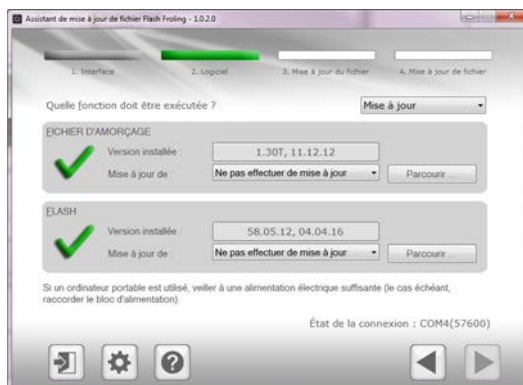 Assistant de mise à jour de fichier Flash Froling - 1.0.2.0
1. Interface
2. Logiciel
3. Mise à jour du fichier
4. Mise à jour de fichier
Quelle fonction doit être exécutée ?
Mise à jour
FICHIER D'AMORÇAGE
Version installée :
1.30T, 11.12.12
Mise à jour de :
Ne pas effectuer de mise à jour
Parcourir ...
FLASH
Version installée :
58.05.12, 04.04.16
Mise à jour de :
Ne pas effectuer de mise à jour
Parcourir ...
Si un ordinateur portable est utilisé, veiller à une alimentation électrique suffisante (le cas échéant,
raccorder le bloc d'alimentation).
État de la connexion : COM4(57600)